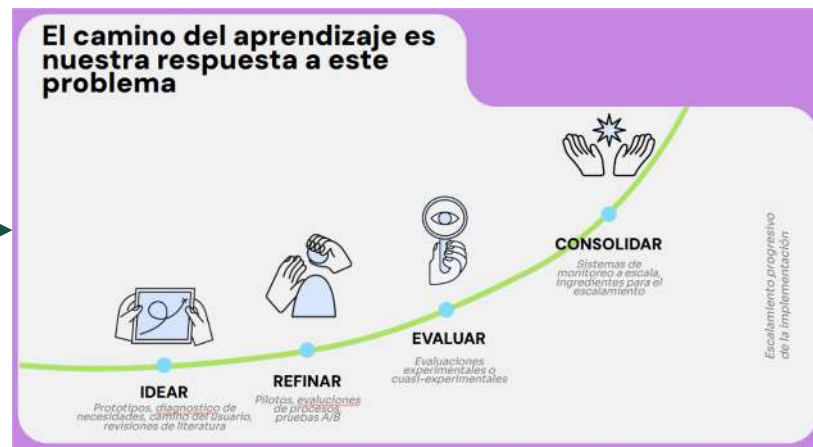 El camino del aprendizaje es
nuestra respuesta a este
problema
CONSOLIDAR
Sistemas de
monitoreo a escala,
ingredientes para el
escalamiento
Escalamiento progresivo
de la implementación
EVALUAR
Evaluaciones
experimentales o
cuasi-experimentales
REFINAR
Pilotos, evaluciones
de procesos,
pruebas A/B
IDEAR
Prototipos, diagnostico de
necesidades, camino del usuario,
revisiones de literatura